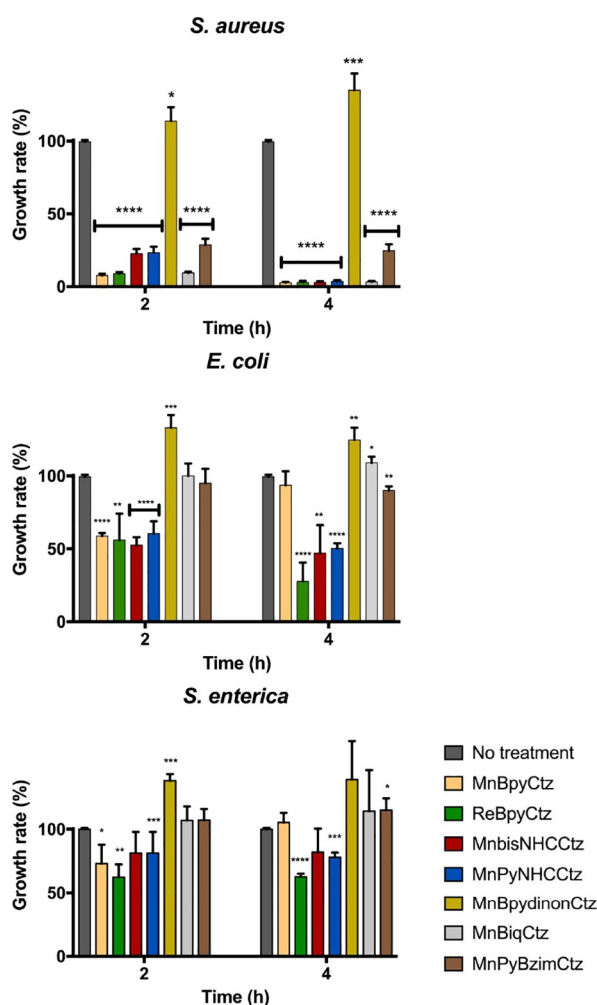 S. aureus
Growth rate (%)
100
50
0
****
*
****
****
***
****
2
4
Time (h)
E. coli
Growth rate (%)
100
50
0
****
**
****
***
****
**
****
**
*
**
2
4
Time (h)
S. enterica
Growth rate (%)
100
50
0
*
**
***
***
****
***
*
2
4
Time (h)
No treatment
MnBpyCtz
ReBpyCtz
MnbisNHCCtz
MnPyNHCCtz
MnBpydinonCtz
MnBiqCtz
MnPyBzimCtz